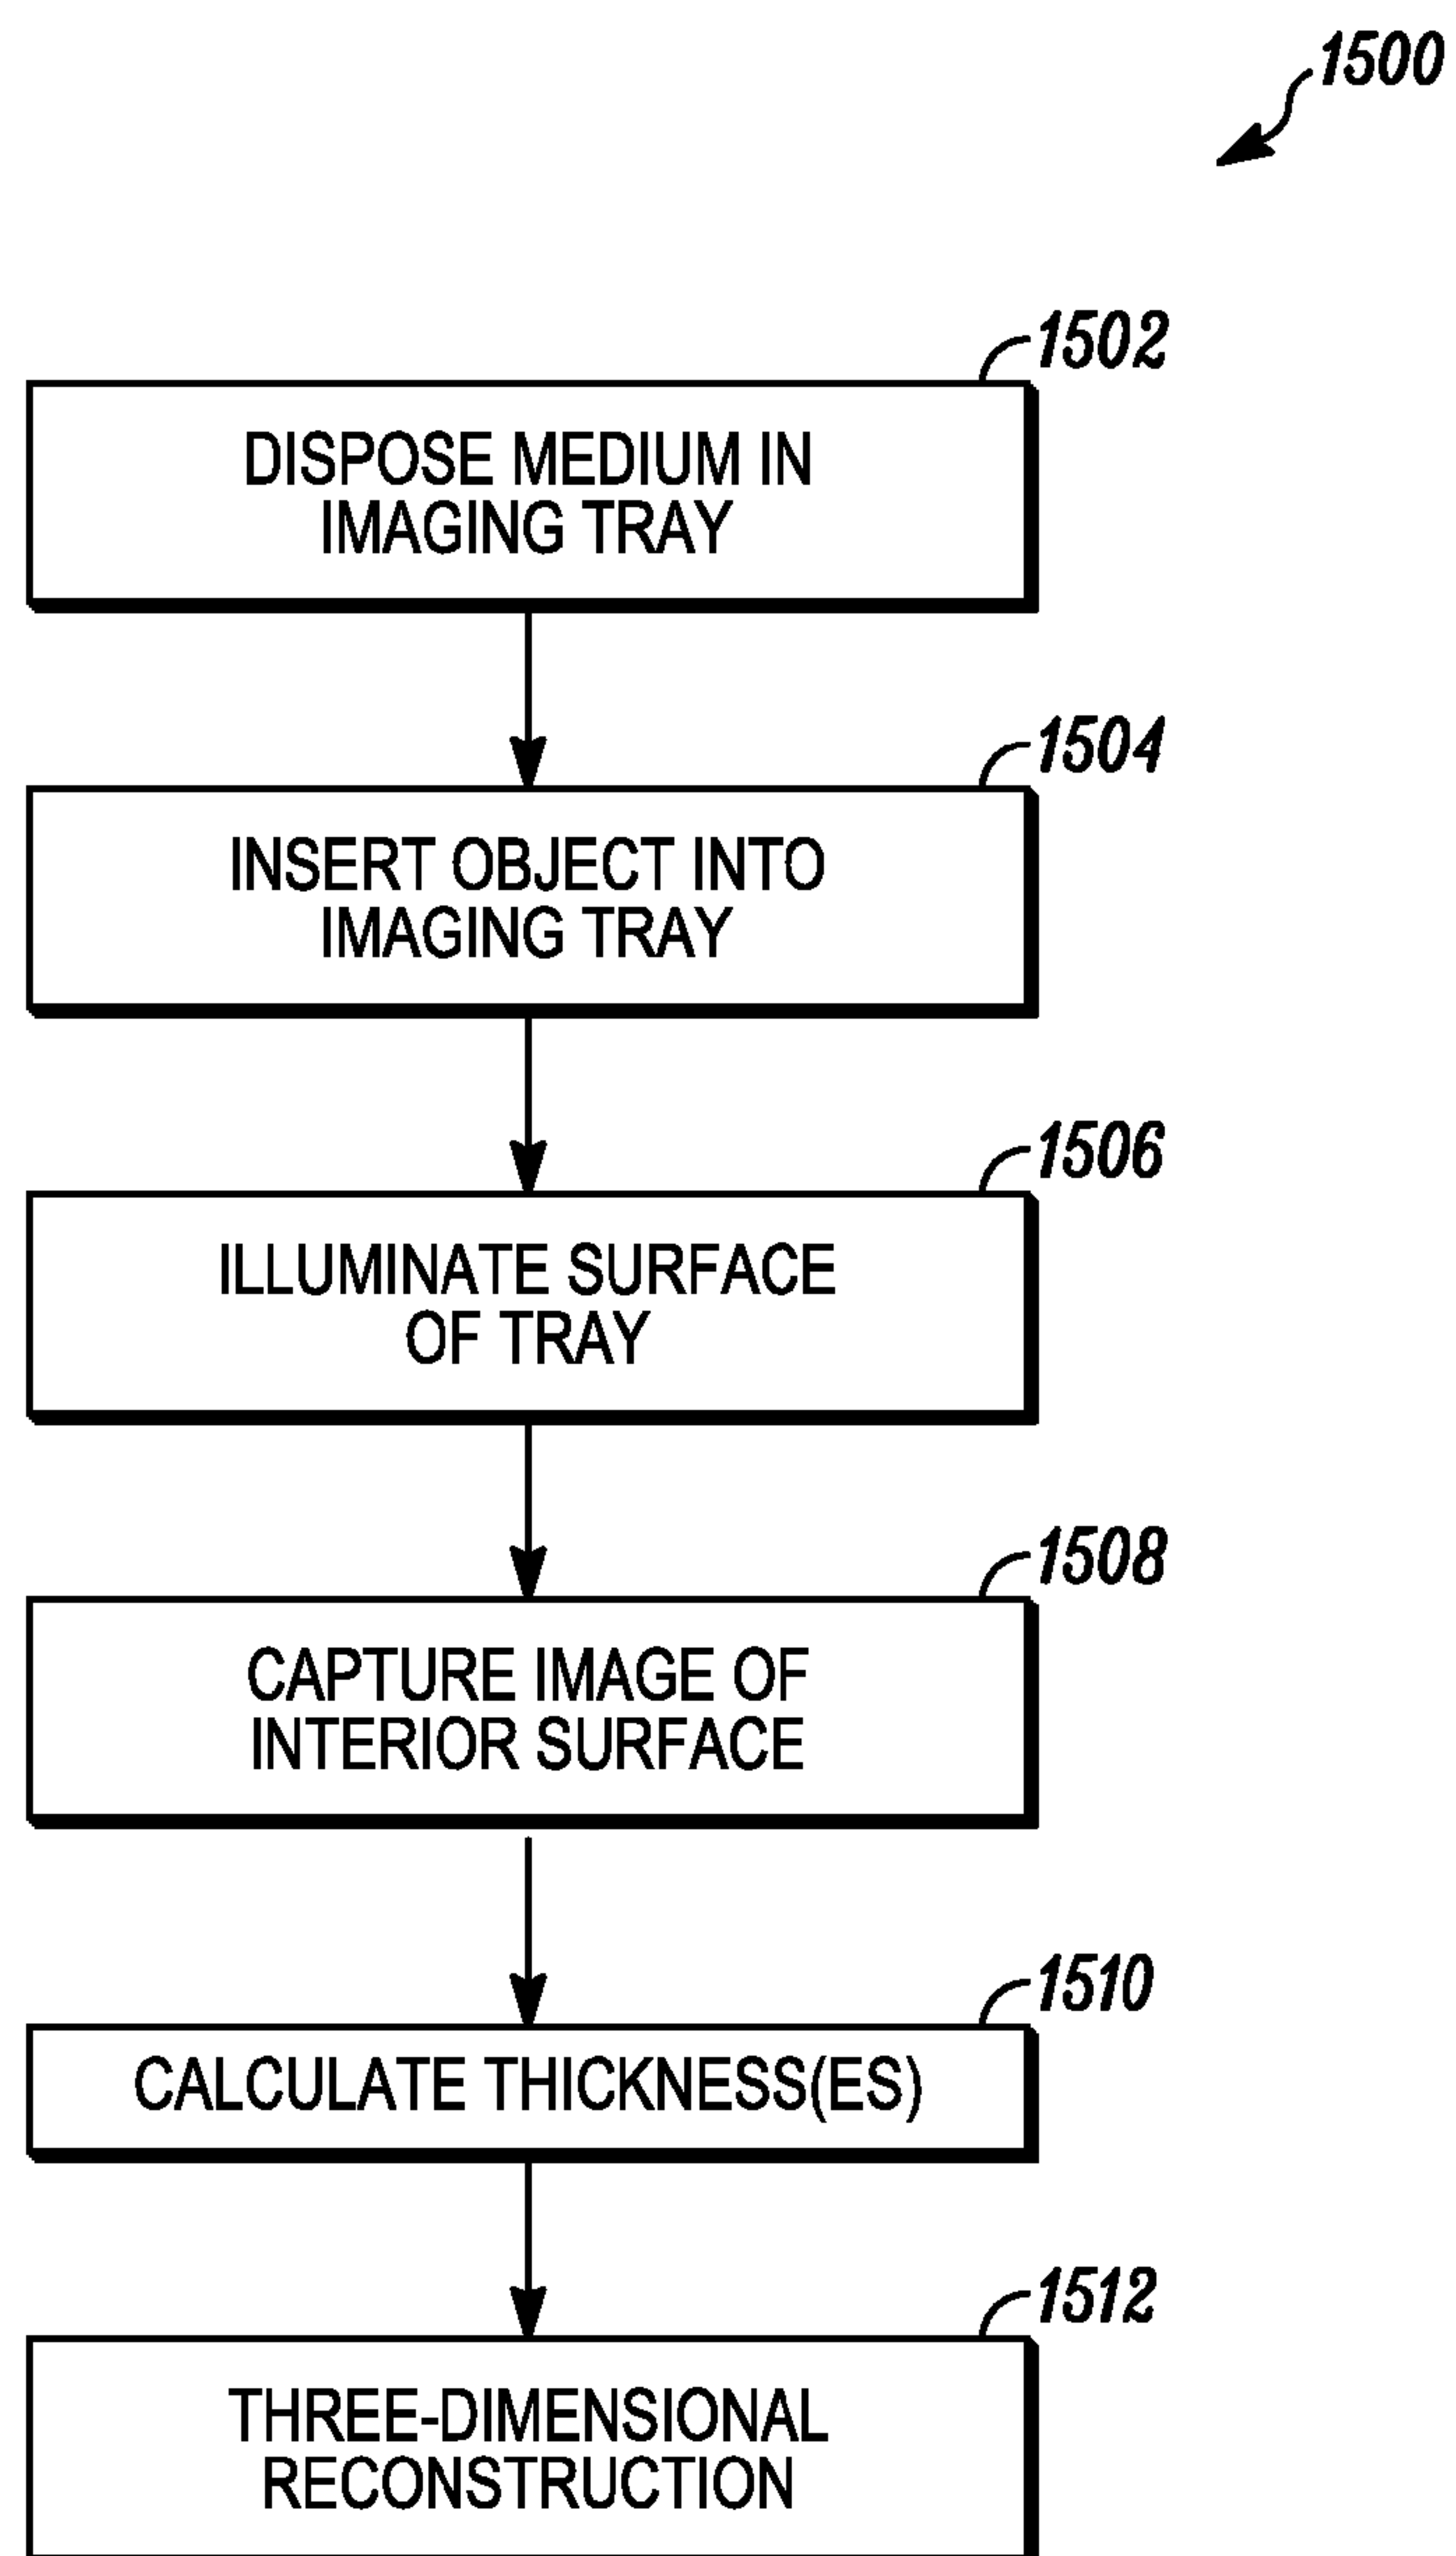 1500
1502
DISPOSE MEDIUM IN
IMAGING TRAY
1504
INSERT OBJECT INTO
IMAGING TRAY
1506
ILLUMINATE SURFACE
OF TRAY
1508
CAPTURE IMAGE OF
INTERIOR SURFACE
1510
CALCULATE THICKNESS(ES)
1512
THREE-DIMENSIONAL
RECONSTRUCTION